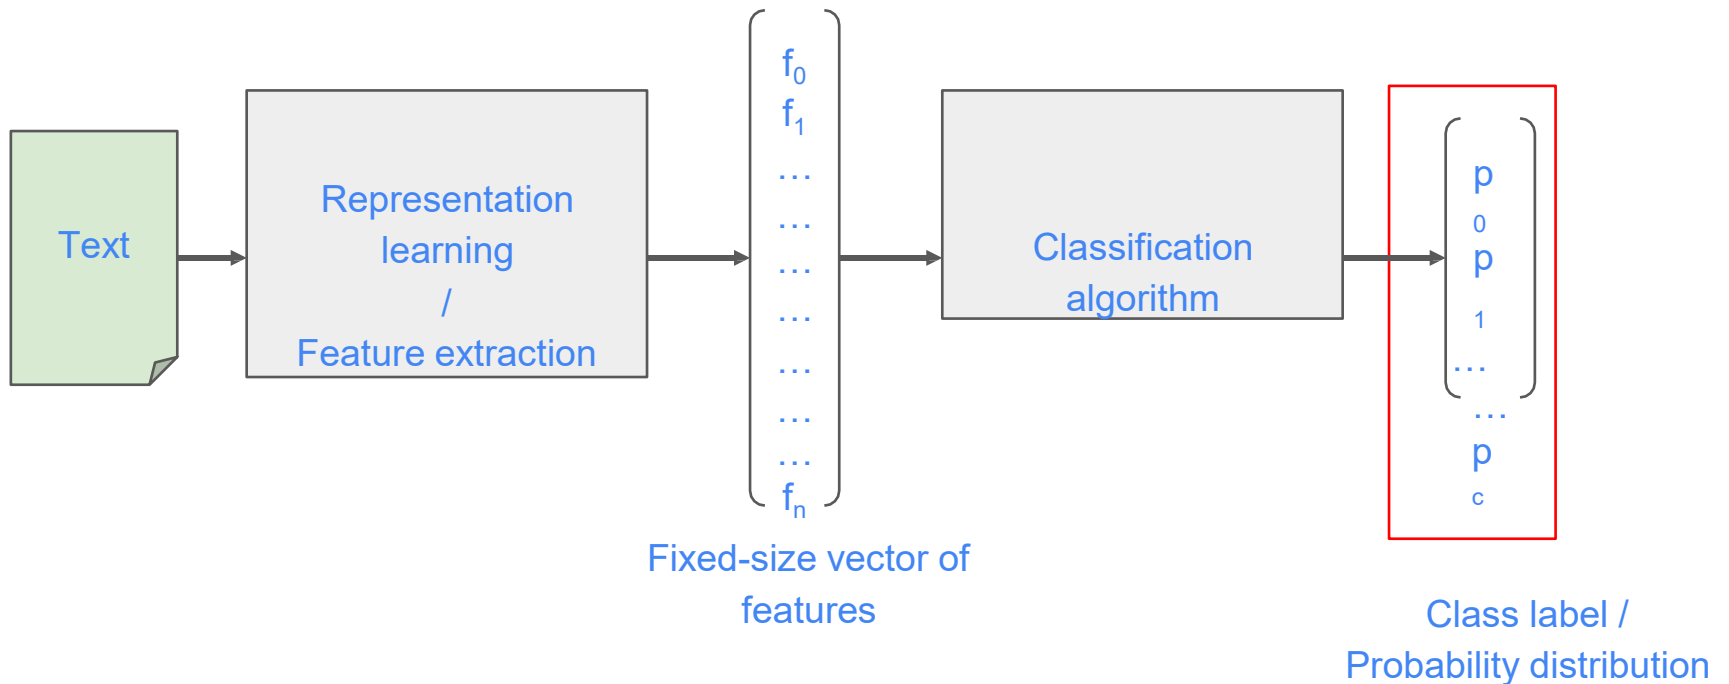 Text
Representation
learning
/
Feature extraction
f₀
f₁
…
…
…
…
…
…
…
fₙ
Fixed-size vector of
features
Classification
algorithm
p
0
p
1
…
…
p
c
Class label /
Probability distribution